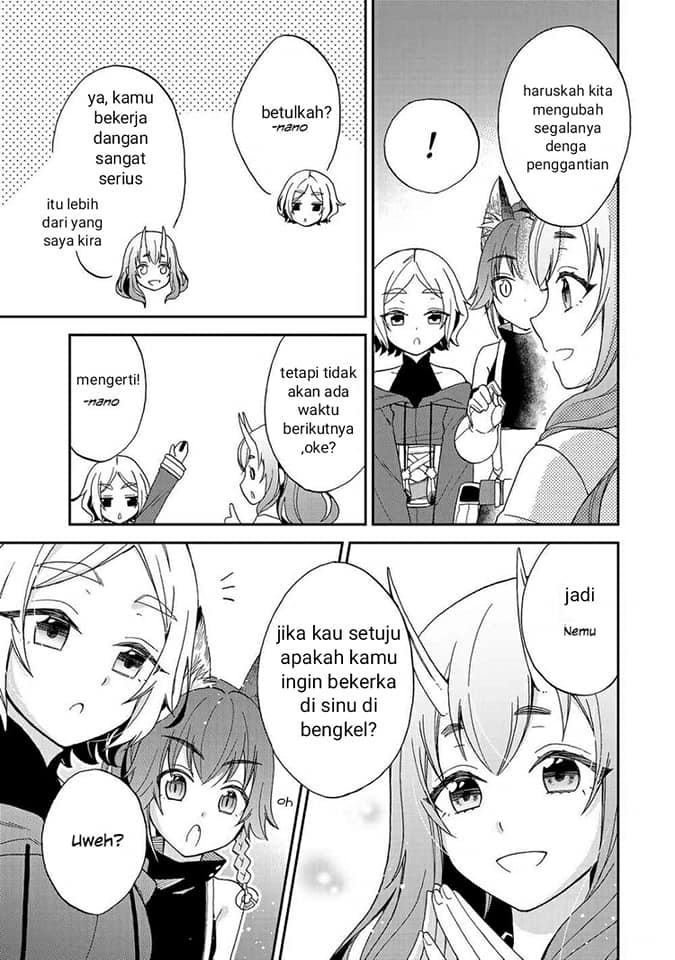 haruskah kita
mengubah
segalanya
denga
penggantian
!
betulkah?
-nano
ya, kamu
bekerja
dangan
sangat
serius
itu lebih
dari yang
saya kira
tetapi tidak
akan ada
waktu
berikutnya
,oke?
mengerti!
-nano
jadi
Nemu
jika kau setuju
apakah kamu
ingin bekerka
di sinu di
bengkel?
oh
Uweh?